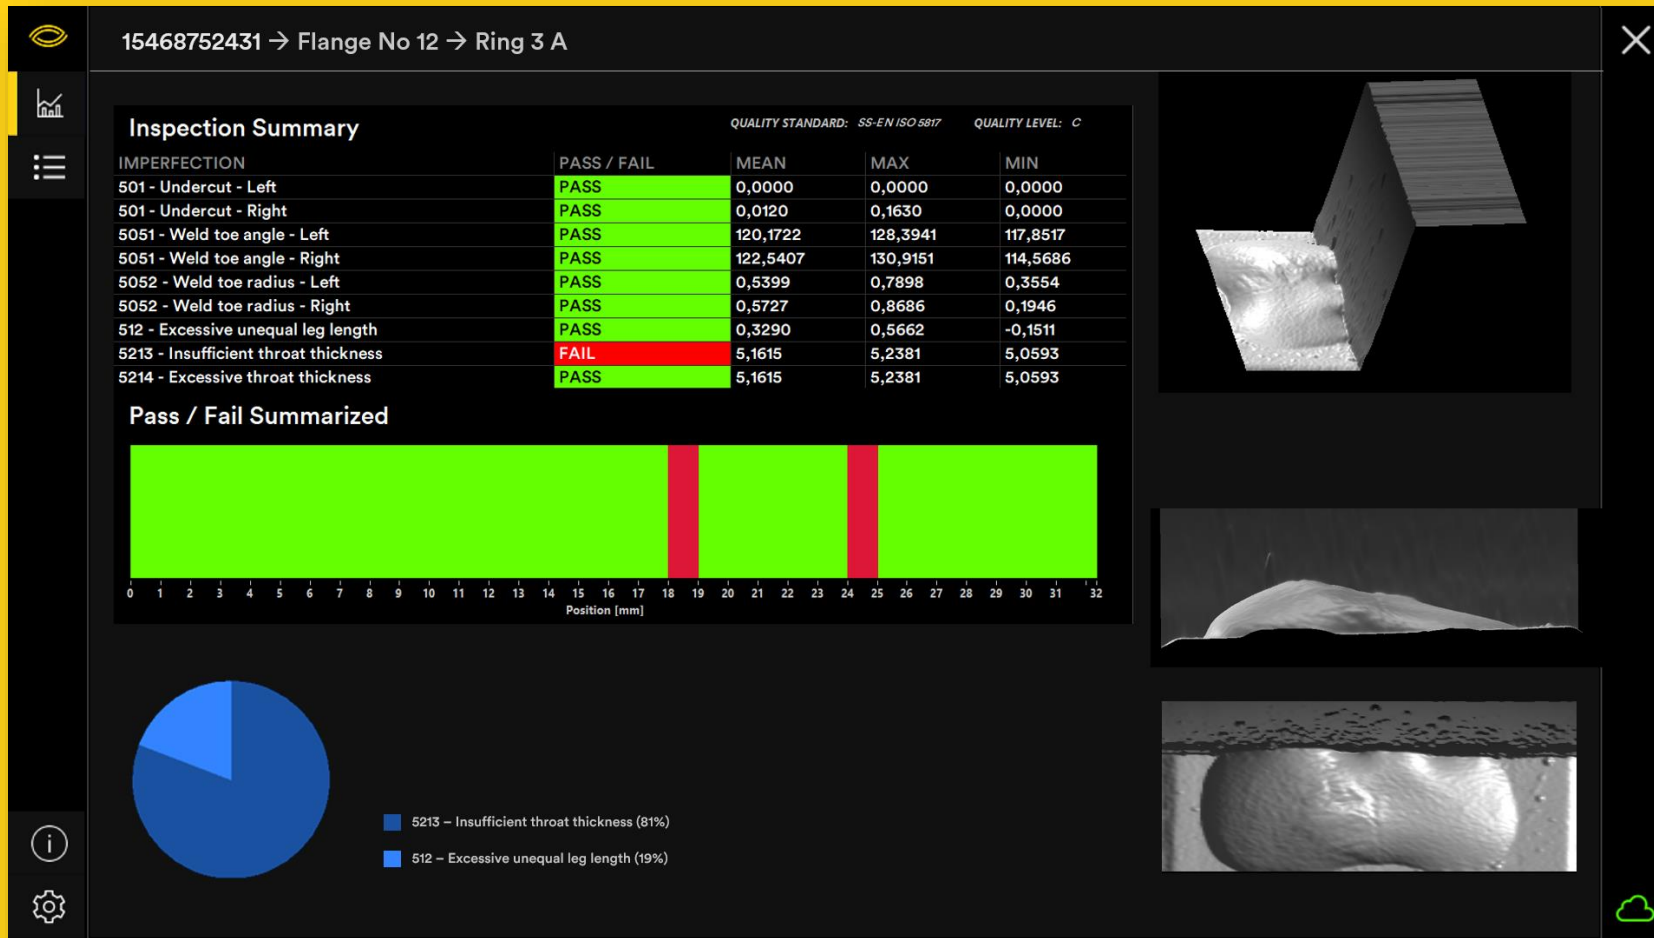 15468752431 → Flange No 12 → Ring 3 A
Inspection Summary
QUALITY STANDARD: SS-EN ISO 5817 QUALITY LEVEL: C
IMPERFECTION PASS / FAIL MEAN MAX MIN
501 - Undercut - Left PASS 0,0000 0,0000 0,0000
501 - Undercut - Right PASS 0,0120 0,1630 0,0000
5051 - Weld toe angle - Left PASS 120,1722 128,3941 117,8517
5051 - Weld toe angle - Right PASS 122,5407 130,9151 114,5686
5052 - Weld toe radius - Left PASS 0,5399 0,7898 0,3554
5052 - Weld toe radius - Right PASS 0,5727 0,8686 0,1946
512 - Excessive unequal leg length PASS 0,3290 0,5662 -0,1511
5213 - Insufficient throat thickness FAIL 5,1615 5,2381 5,0593
5214 - Excessive throat thickness PASS 5,1615 5,2381 5,0593
Pass / Fail Summarized
0 1 2 3 4 5 6 7 8 9 10 11 12 13 14 15 16 17 18 19 20 21 22 23 24 25 26 27 28 29 30 31 32
Position [mm]
5213 – Insufficient throat thickness (81%)
512 – Excessive unequal leg length (19%)